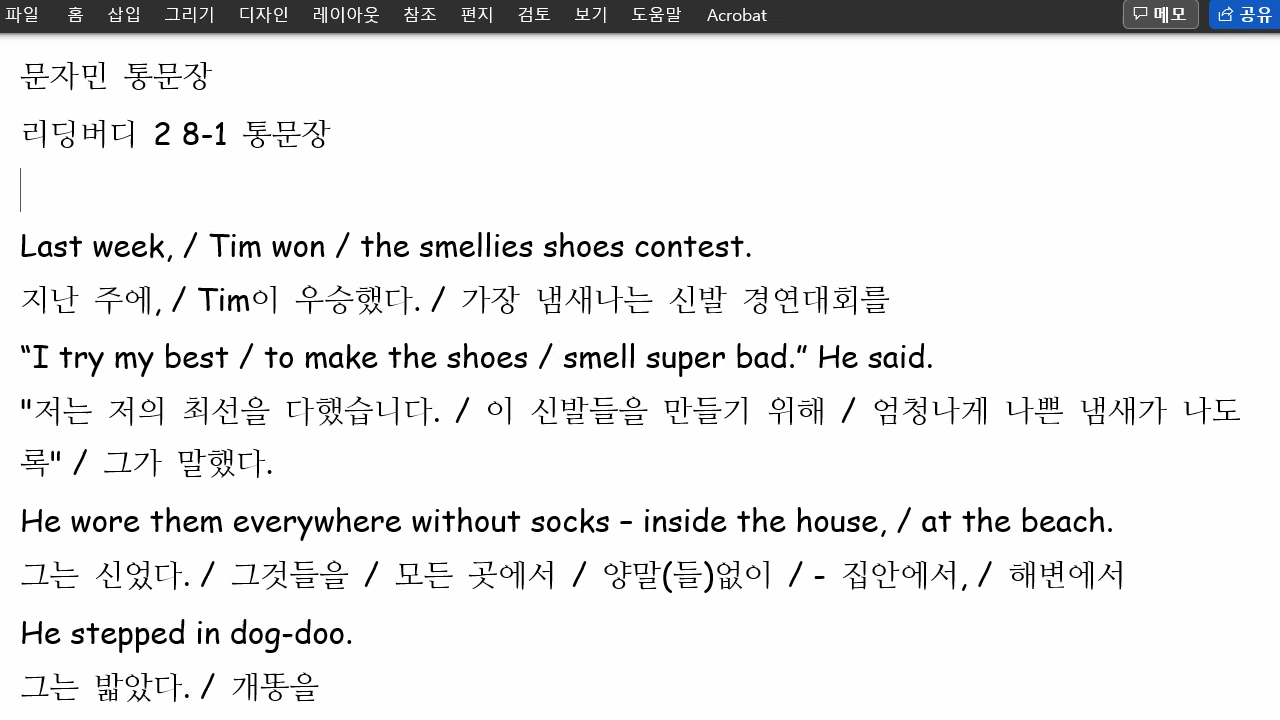 파일 홈 삽입 그리기 디자인 레이아웃 참조 편지 검토 보기 도움말 Acrobat 메모 공유
문자민 통문장
리딩버디 2 8-1 통문장
Last week, / Tim won / the smellies shoes contest.
지난 주에, / Tim이 우승했다. / 가장 냄새나는 신발 경연대회를
“I try my best / to make the shoes / smell super bad.” He said.
"저는 저의 최선을 다했습니다. / 이 신발들을 만들기 위해 / 엄청나게 나쁜 냄새가 나도
록" / 그가 말했다.
He wore them everywhere without socks – inside the house, / at the beach.
그는 신었다. / 그것들을 / 모든 곳에서 / 양말(들)없이 / - 집안에서, / 해변에서
He stepped in dog-doo.
그는 밟았다. / 개똥을